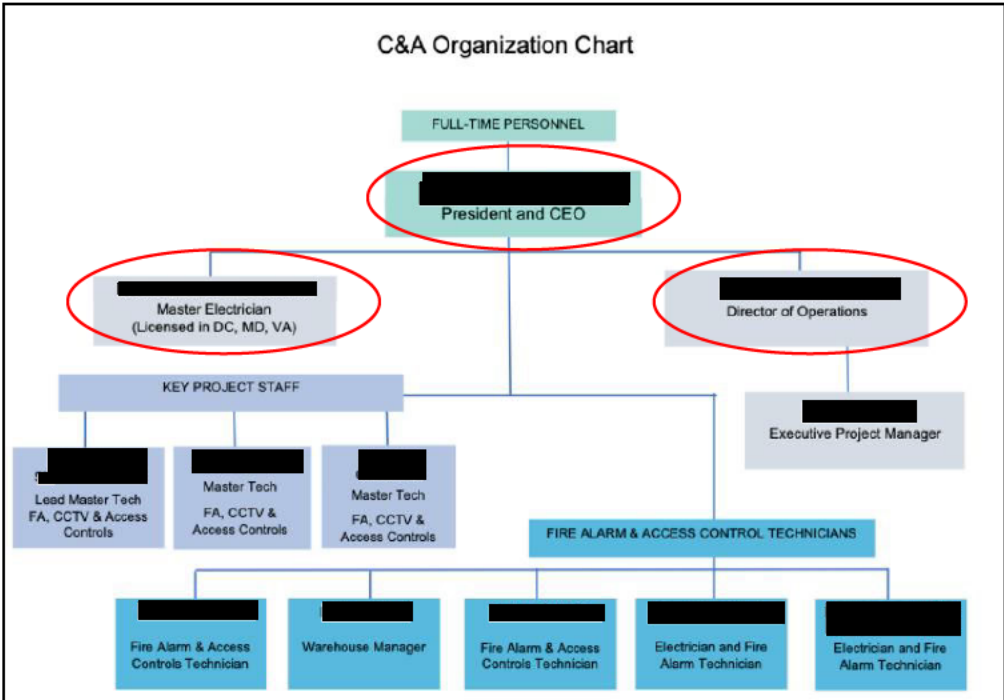 C&A Organization Chart
FULL-TIME PERSONNEL
President and CEO
Master Electrician
(Licensed in DC, MD, VA)
Director of Operations
KEY PROJECT STAFF
Executive Project Manager
Lead Master Tech
FA, CCTV & Access
Controls
Master Tech
FA, CCTV &
Access Controls
Master Tech
FA, CCTV &
Access Controls
FIRE ALARM & ACCESS CONTROL TECHNICIANS
Fire Alarm & Access
Controls Technician
Warehouse Manager
Fire Alarm & Access
Controls Technician
Electrician and Fire
Alarm Technician
Electrician and Fire
Alarm Technician